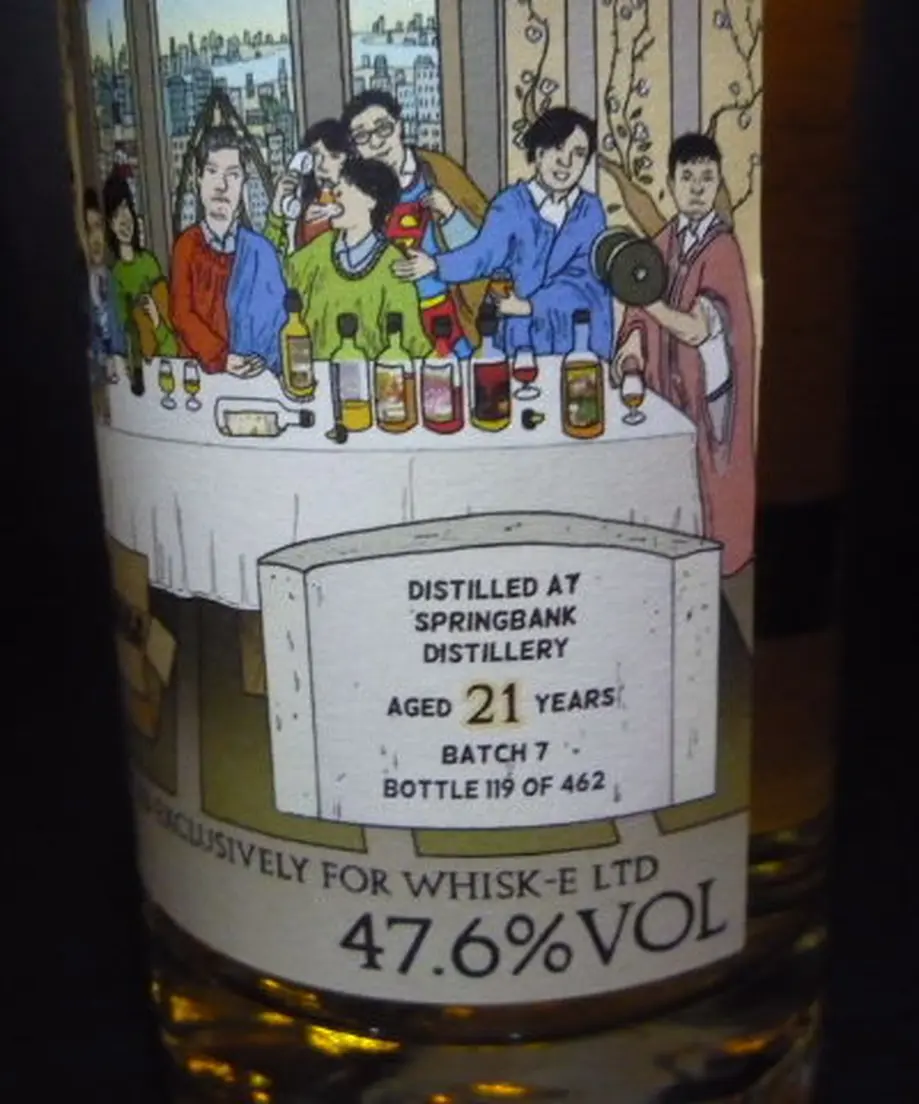 DISTILLED AT
SPRINGBANK
DISTILLERY
AGED 21 YEARS
BATCH 7
BOTTLE 119 OF 462
EXCLUSIVELY FOR WHISK-E LTD
47.6% VOL